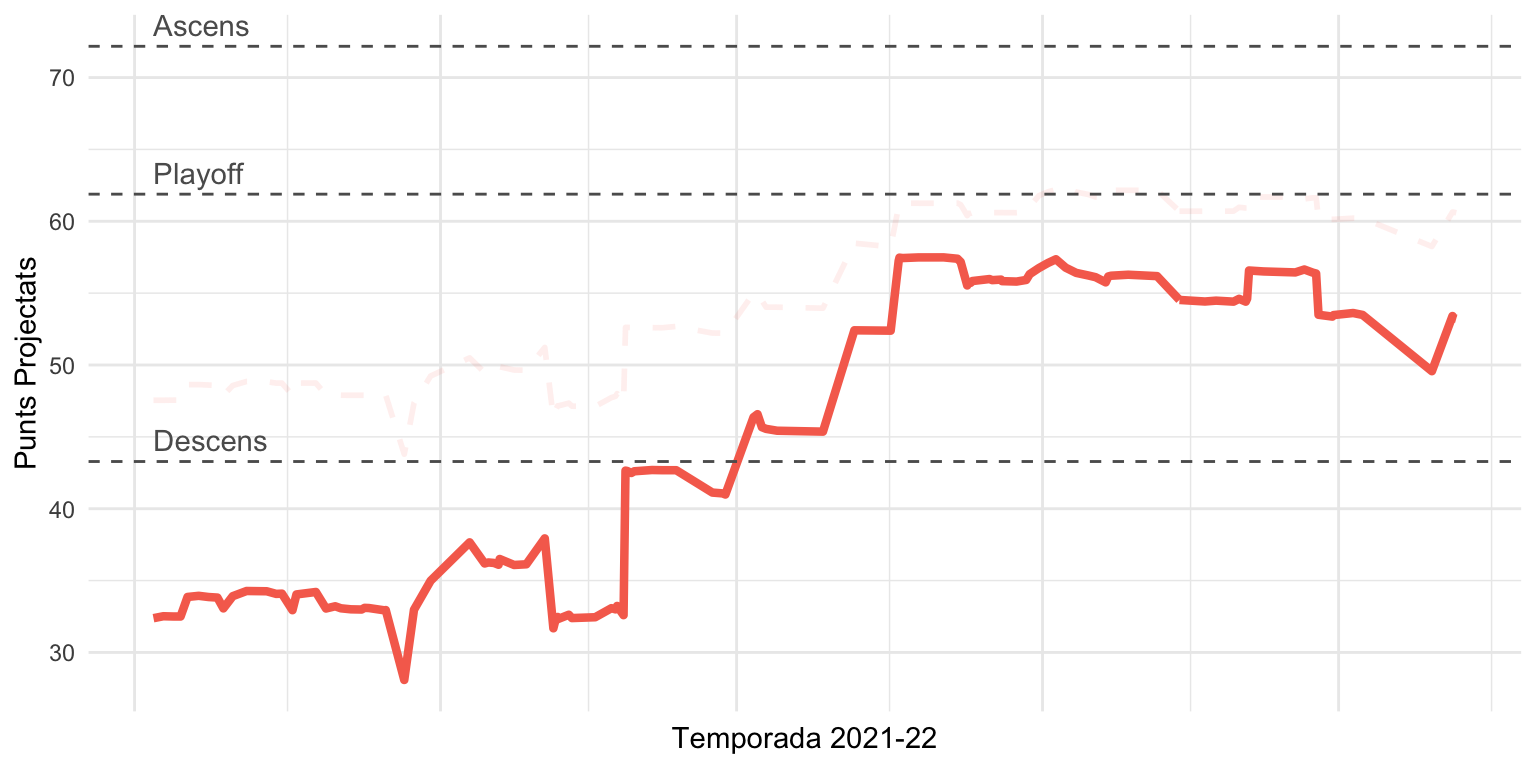 Ascens
70
Playoff
60
50
Descens
40
30
Punts Projectats
Temporada 2021-22